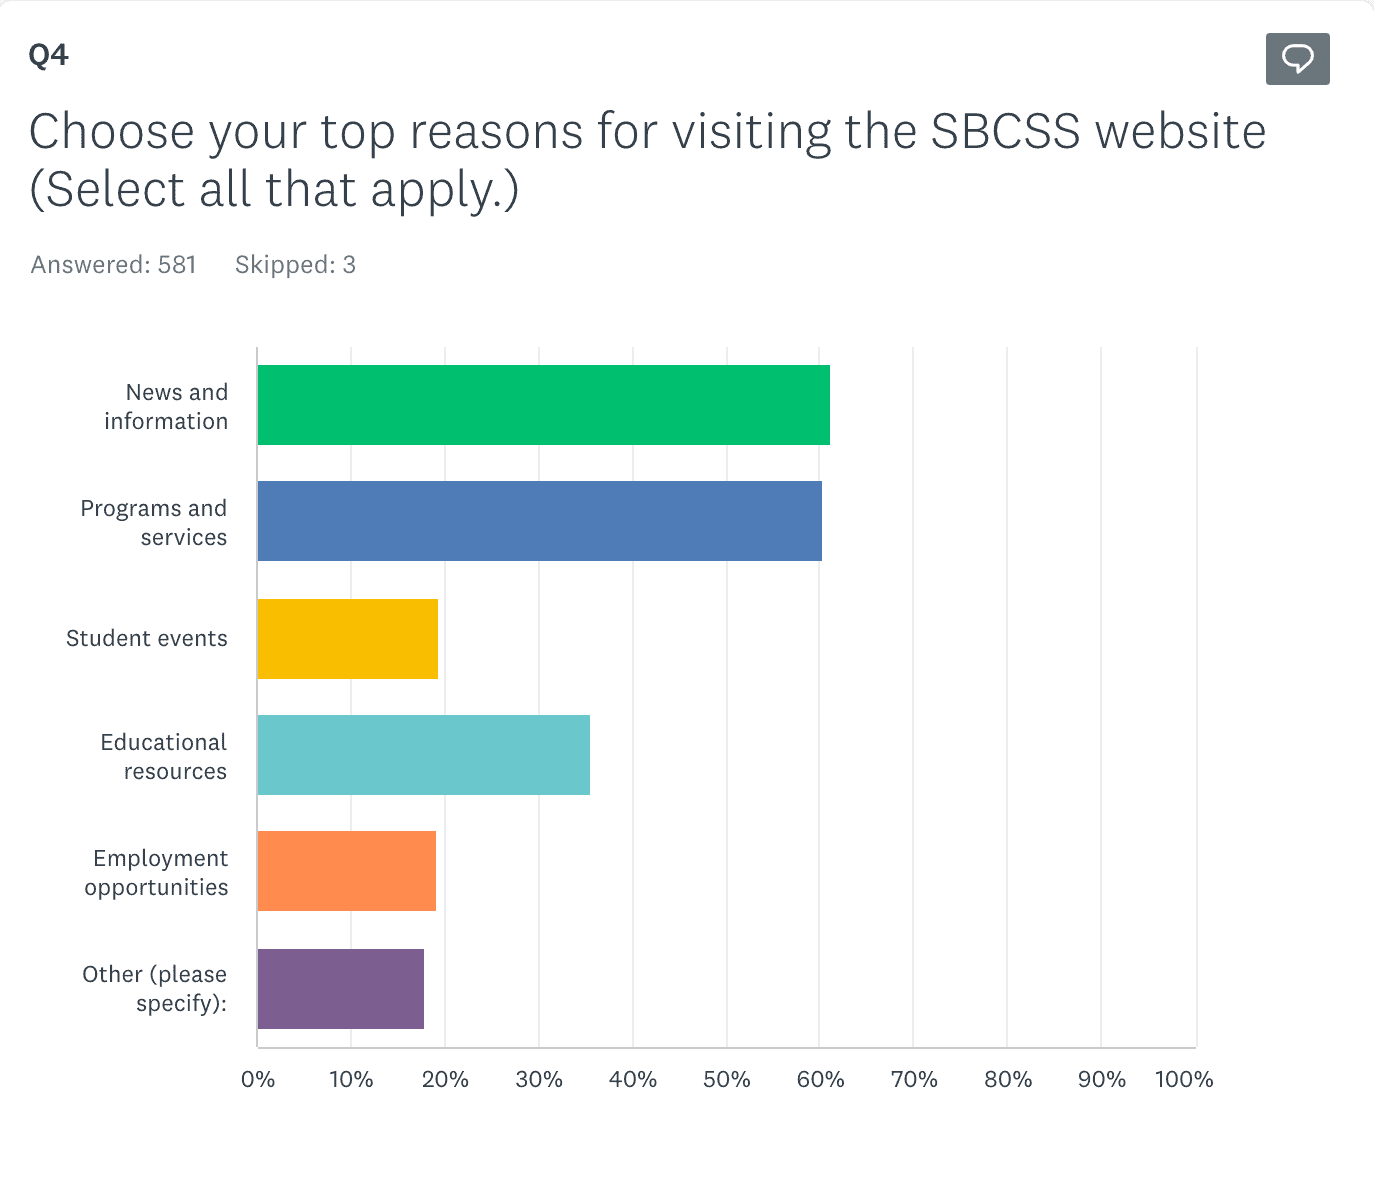 Q4
Choose your top reasons for visiting the SBCSS website
(Select all that apply.)
Answered: 581 Skipped: 3
News and
information
Programs and
services
Student events
Educational
resources
Employment
opportunities
Other (please
specify):
0% 10% 20% 30% 40% 50% 60% 70% 80% 90% 100%